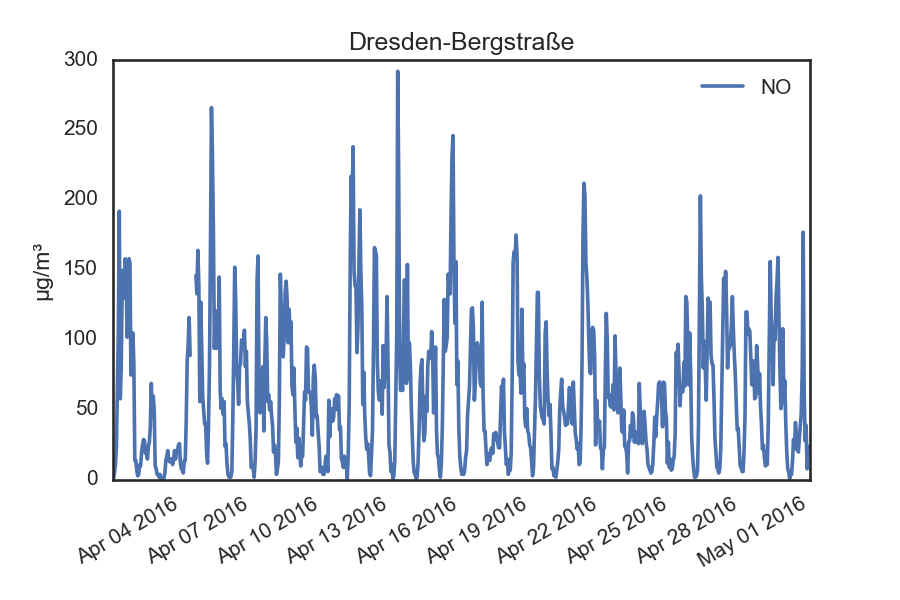 Dresden-Bergstraße
300
250
200
150
100
50
0
µg/m³
NO
Apr 04 2016
Apr 07 2016
Apr 10 2016
Apr 13 2016
Apr 16 2016
Apr 19 2016
Apr 22 2016
Apr 25 2016
Apr 28 2016
May 01 2016